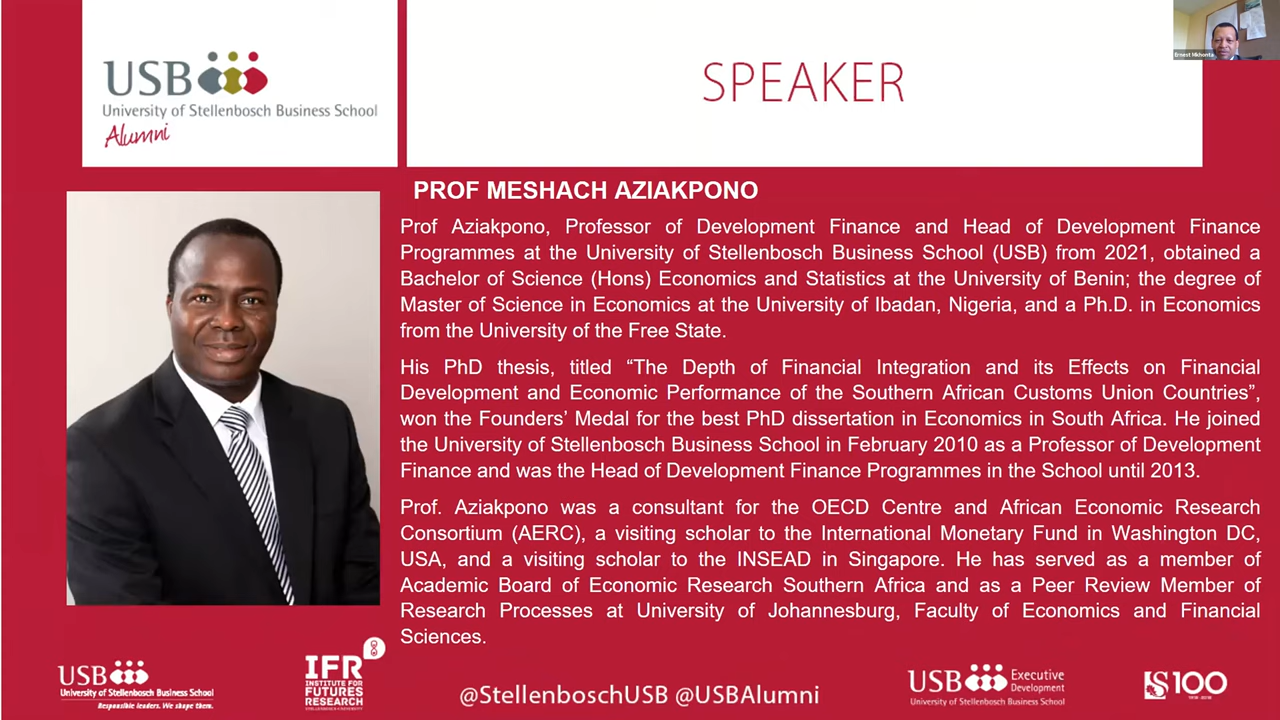 USB
University of Stellenbosch Business School
Alumni
SPEAKER
Ernest Mkhonta
PROF MESHACH AZIAKPONO
Prof Aziakpono, Professor of Development Finance and Head of Development Finance
Programmes at the University of Stellenbosch Business School (USB) from 2021, obtained a
Bachelor of Science (Hons) Economics and Statistics at the University of Benin; the degree of
Master of Science in Economics at the University of Ibadan, Nigeria, and a Ph.D. in Economics
from the University of the Free State.
His PhD thesis, titled “The Depth of Financial Integration and its Effects on Financial
Development and Economic Performance of the Southern African Customs Union Countries”,
won the Founders’ Medal for the best PhD dissertation in Economics in South Africa. He joined
the University of Stellenbosch Business School in February 2010 as a Professor of Development
Finance and was the Head of Development Finance Programmes in the School until 2013.
Prof. Aziakpono was a consultant for the OECD Centre and African Economic Research
Consortium (AERC), a visiting scholar to the International Monetary Fund in Washington DC,
USA, and a visiting scholar to the INSEAD in Singapore. He has served as a member of
Academic Board of Economic Research Southern Africa and as a Peer Review Member of
Research Processes at University of Johannesburg, Faculty of Economics and Financial
Sciences.
USB
University of Stellenbosch Business School
Responsible leaders. We shape them.
IFR
INSTITUTE FOR
FUTURES
RESEARCH
@StellenboschUSB @USBAlumni
USB Executive
Development
University of Stellenbosch Business School
US100